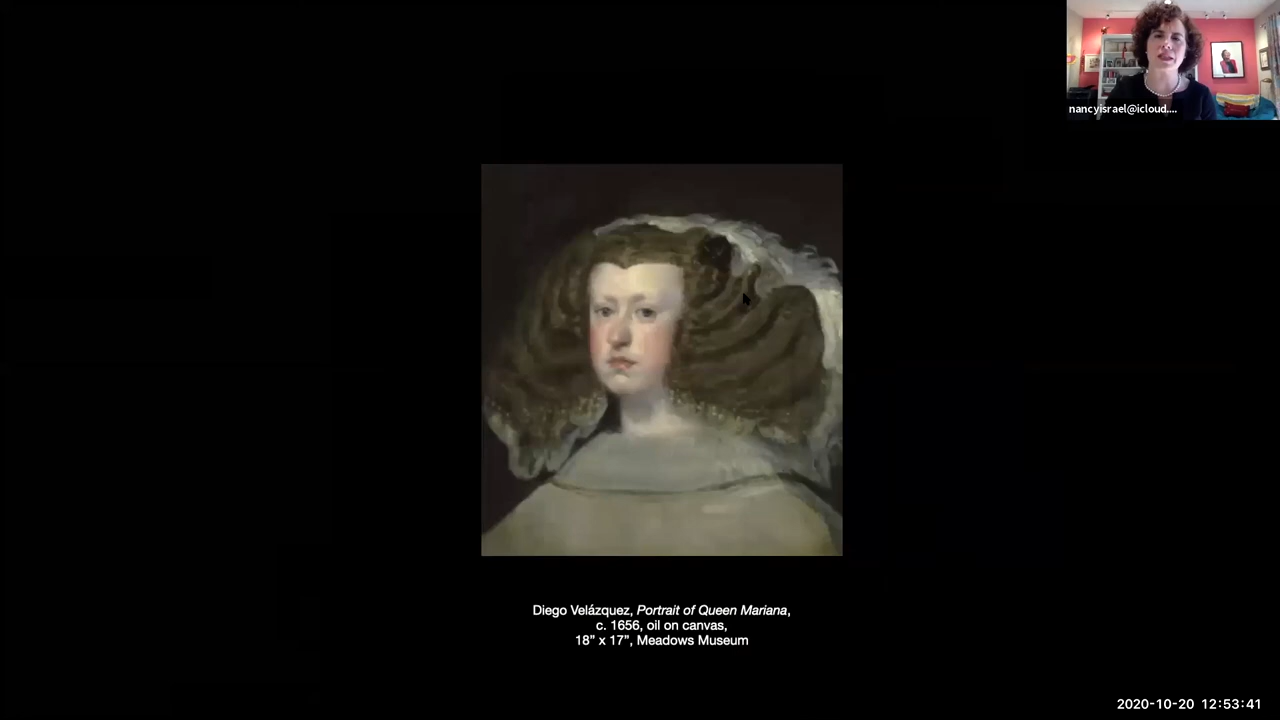 nancyisrael@icloud....
Diego Velázquez, Portrait of Queen Mariana,
c. 1656, oil on canvas,
18” x 17”, Meadows Museum
2020-10-20 12:53:41